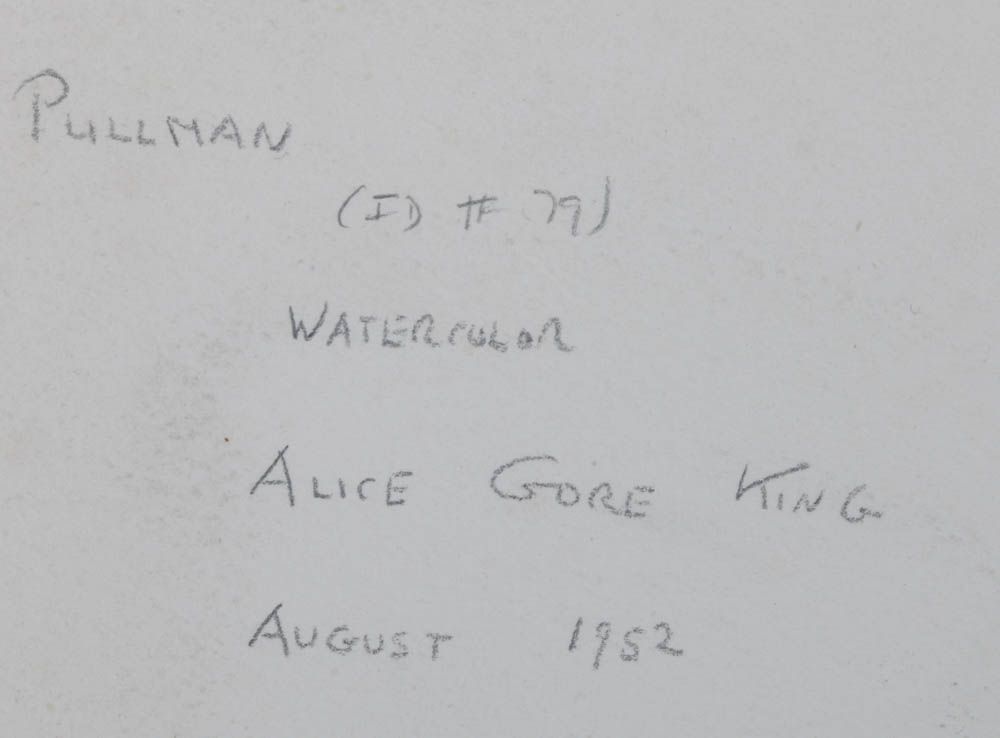 PULLMAN
(ID # 79)
WATERCOLOR
ALICE GORE KING
AUGUST 1952